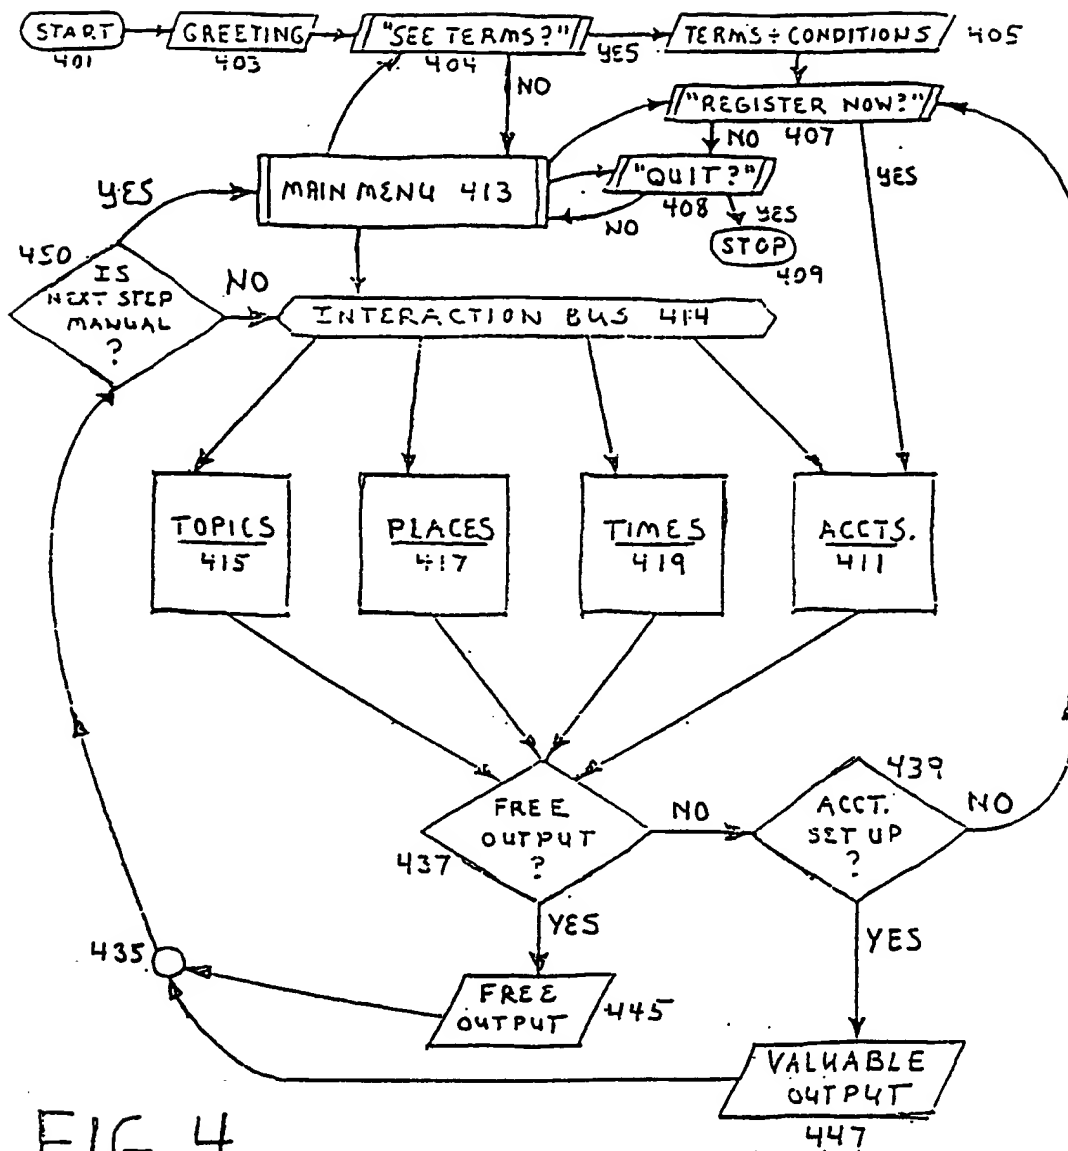 START
401
GREETING
403
"SEE TERMS?"
404
YES
TERMS + CONDITIONS
405
NO
"REGISTER NOW?"
407
NO
YES
MAIN MENU 413
"QUIT?"
408
NO
YES
STOP
409
YES
450
IS
NEXT STEP
MANUAL
?
NO
INTERACTION BUS 414
TOPICS
415
PLACES
417
TIMES
419
ACCTS.
411
FREE
OUTPUT
?
437
NO
ACCT.
SET UP
?
439
NO
YES
YES
435
FREE
OUTPUT
445
VALUABLE
OUTPUT
447
FIG 4